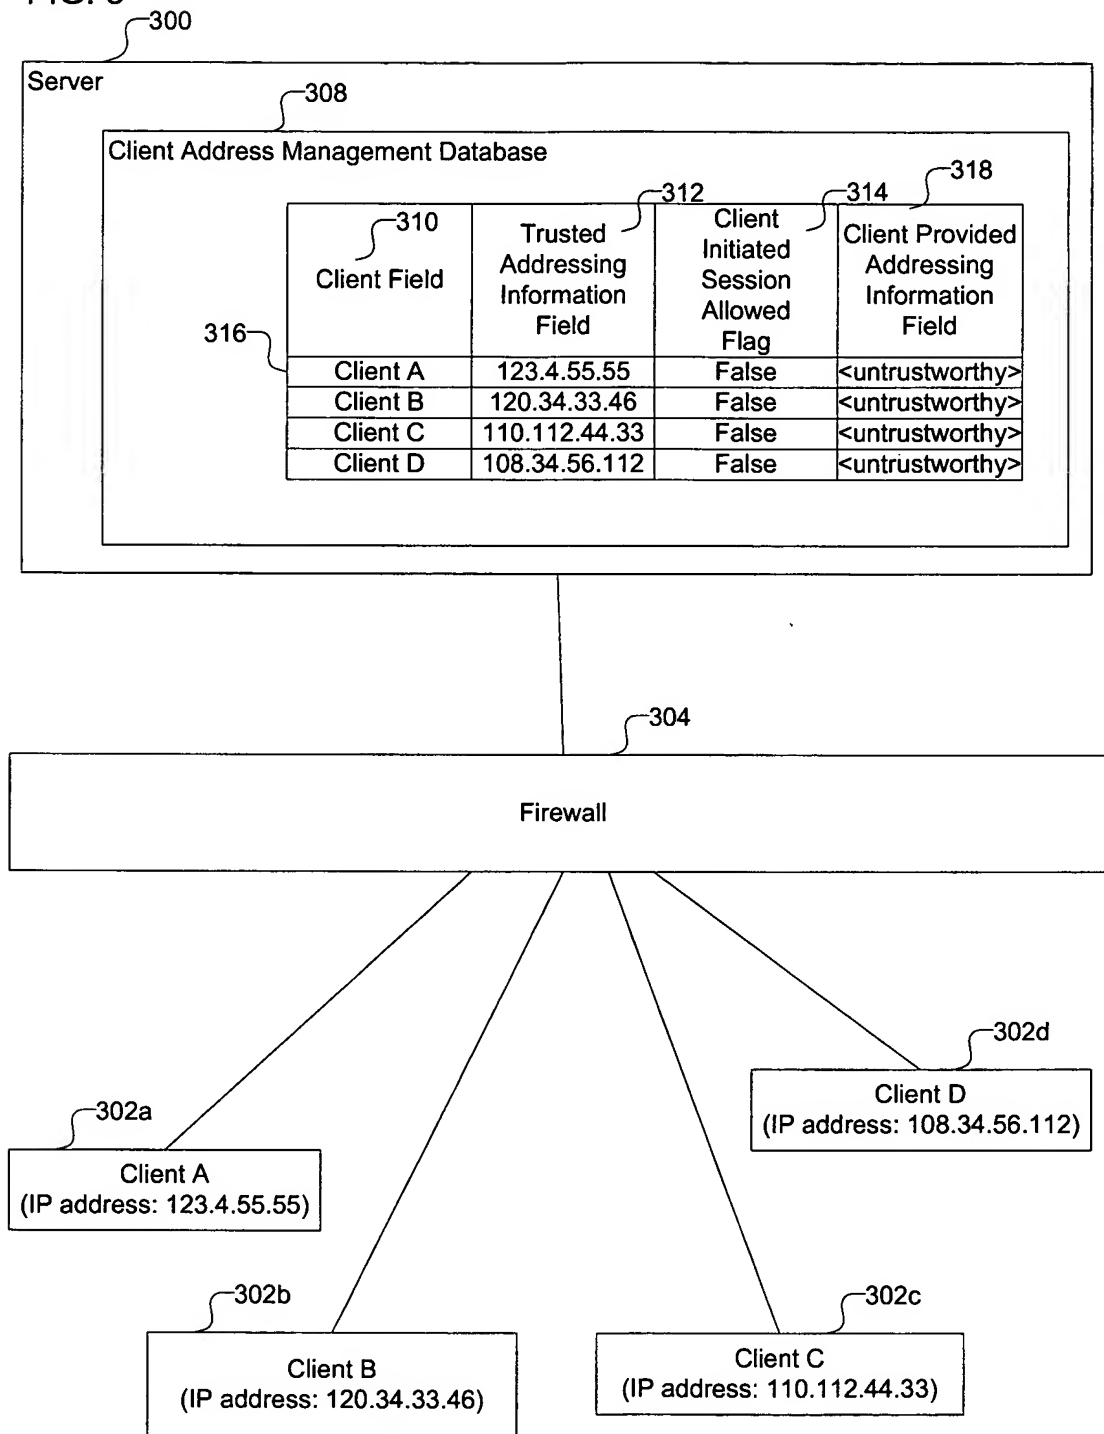 300
Server
308
Client Address Management Database
310
Client Field
312
Trusted
Addressing
Information
Field
314
Client
Initiated
Session
Allowed
Flag
318
Client Provided
Addressing
Information
Field
316
Client A 123.4.55.55 False <untrustworthy>
Client B 120.34.33.46 False <untrustworthy>
Client C 110.112.44.33 False <untrustworthy>
Client D 108.34.56.112 False <untrustworthy>
304
Firewall
302d
Client D
(IP address: 108.34.56.112)
302a
Client A
(IP address: 123.4.55.55)
302b
Client B
(IP address: 120.34.33.46)
302c
Client C
(IP address: 110.112.44.33)